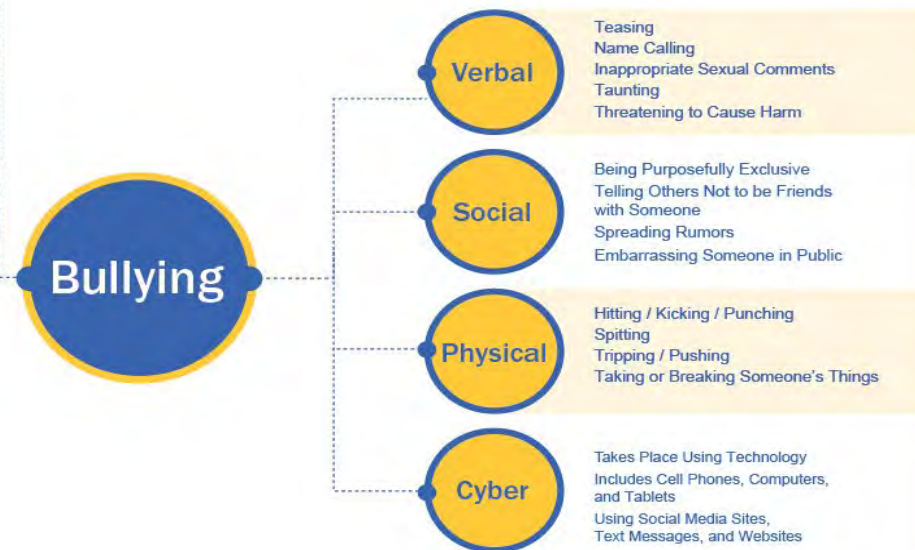 Bullying
Verbal
Teasing
Name Calling
Inappropriate Sexual Comments
Taunting
Threatening to Cause Harm
Social
Being Purposefully Exclusive
Telling Others Not to be Friends
with Someone
Spreading Rumors
Embarrassing Someone in Public
Physical
Hitting / Kicking / Punching
Spitting
Tripping / Pushing
Taking or Breaking Someone's Things
Cyber
Takes Place Using Technology
Includes Cell Phones, Computers,
and Tablets
Using Social Media Sites,
Text Messages, and Websites